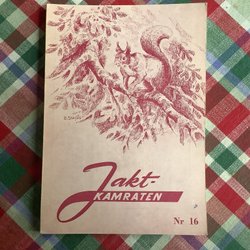 Jakt-
KAMRATEN
Nr 16